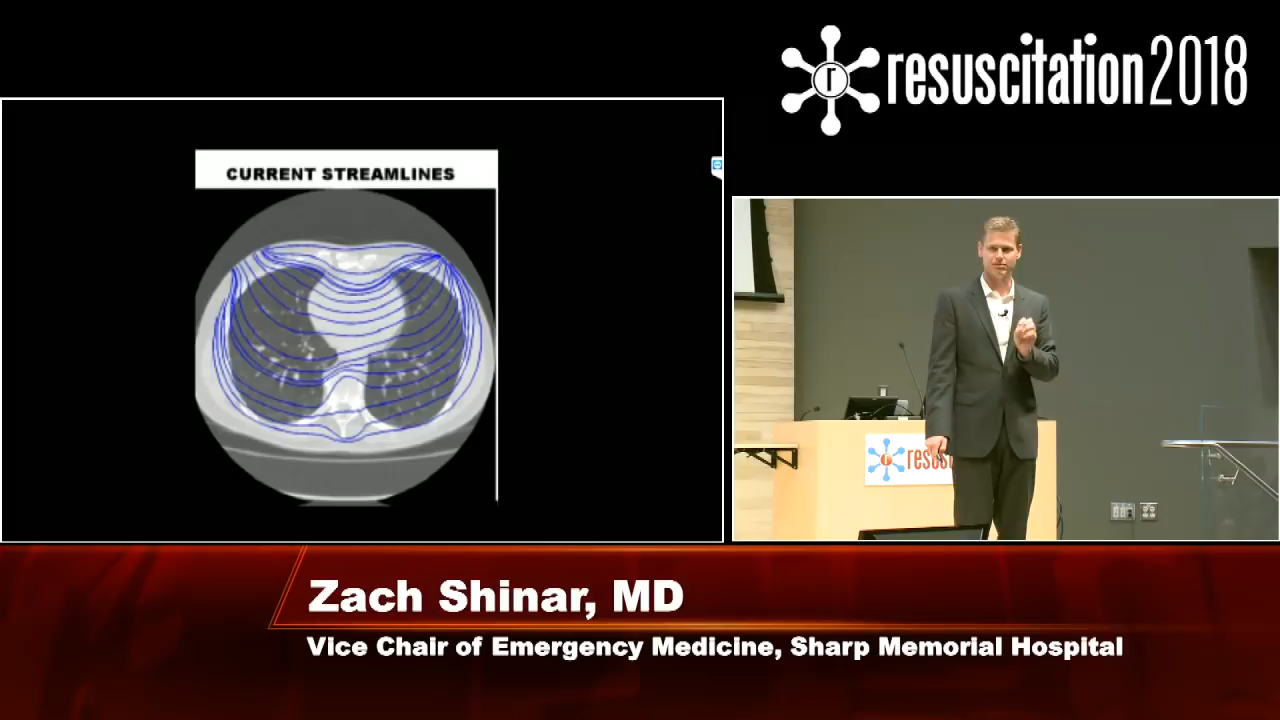 resuscitation2018
CURRENT STREAMLINES
r resus
Zach Shinar, MD
Vice Chair of Emergency Medicine, Sharp Memorial Hospital